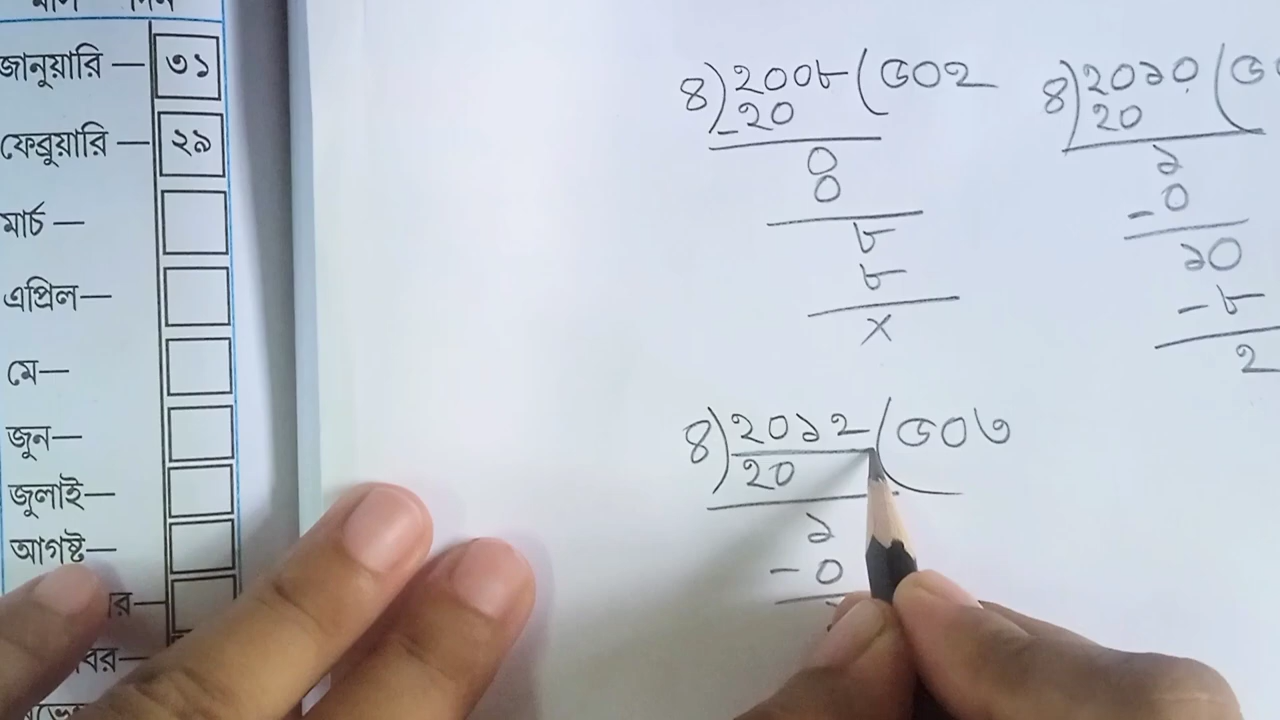 জানুয়ারি — ৩১
ফেব্রুয়ারি — ২৯
মার্চ —
এপ্রিল —
মে —
জুন —
জুলাই —
আগষ্ট —
৪) ২০০৮ ( ৫০২
- ২০
০
০
৮
৮
×
৪) ২০১০ ( ৫০
২০
১
- ০
১০
- ৮
২
৪) ২০১২ ( ৫০৩
২০
১
- ০